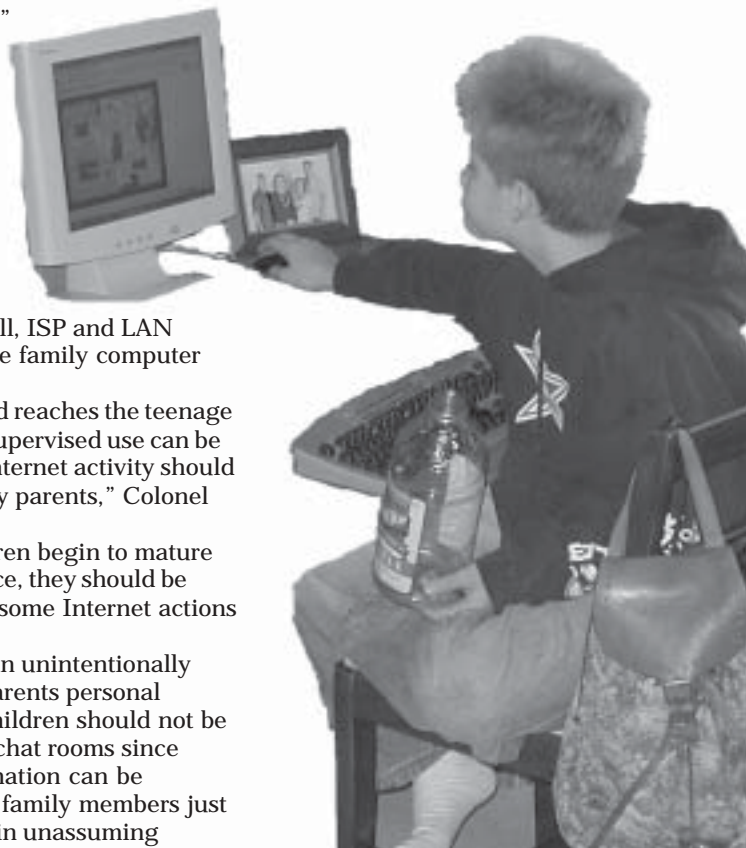 ”
ll, ISP and LAN
e family computer
d reaches the teenage
upervised use can be
nternet activity should
y parents,” Colonel
ren begin to mature
ce, they should be
some Internet actions
n unintentionally
arents personal
hildren should not be
chat rooms since
mation can be
family members just
in unassuming